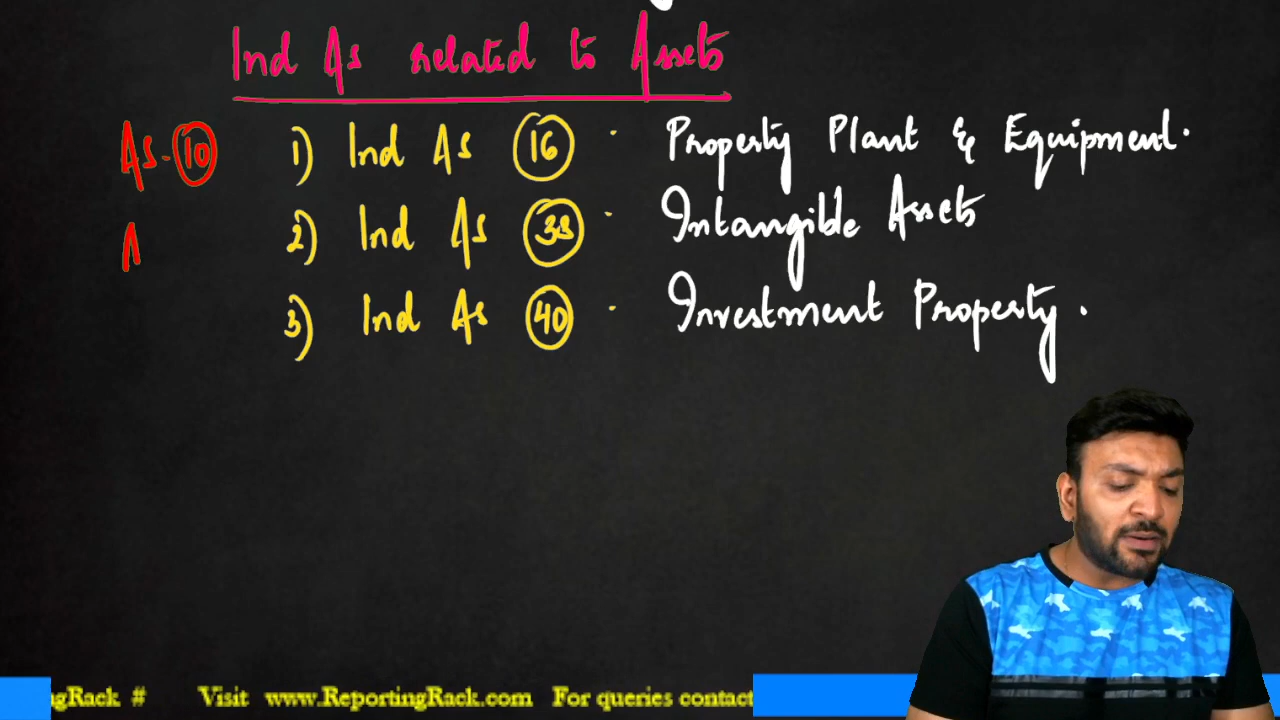 Ind As related to Assets
As - 10 1) Ind As 16 - Property Plant & Equipment.
A 2) Ind As 38 - Intangible Assets
3) Ind As 40 - Investment Property.
ngRack # Visit www.ReportingRack.com For queries contact